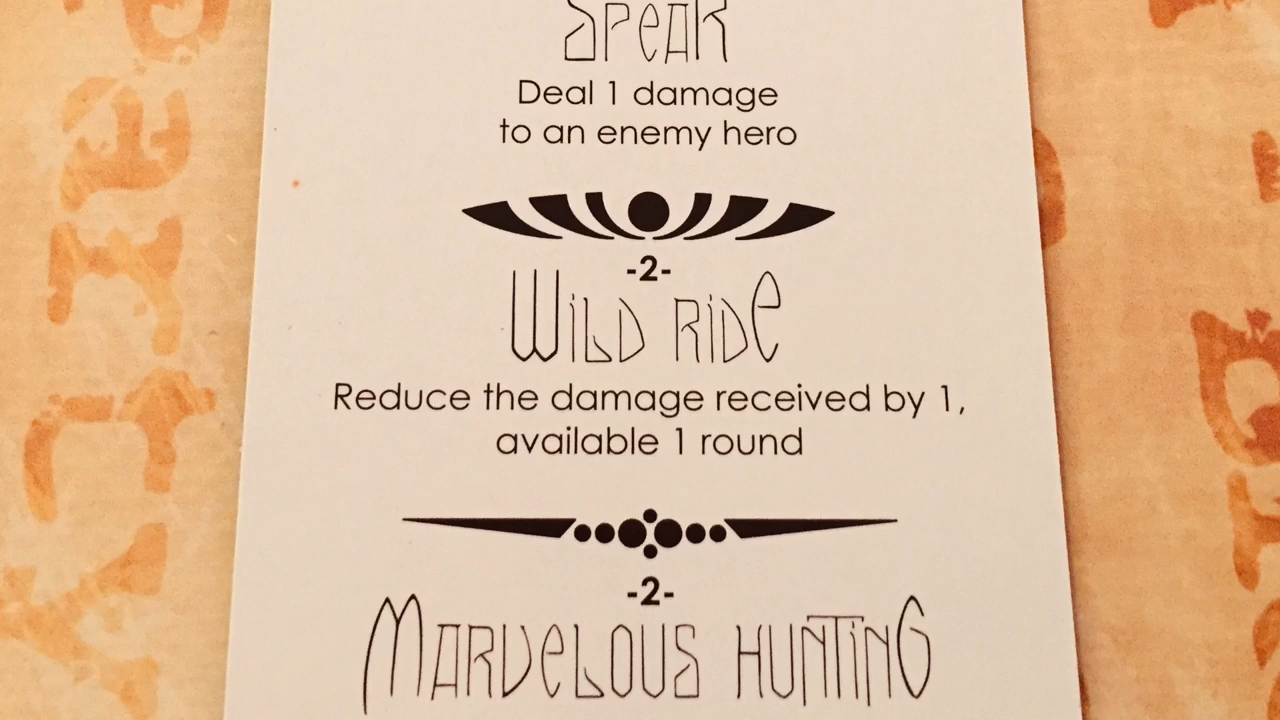 Speak
Deal 1 damage
to an enemy hero
-2-
Wild ride
Reduce the damage received by 1,
available 1 round
-2-
Marvelous hunting